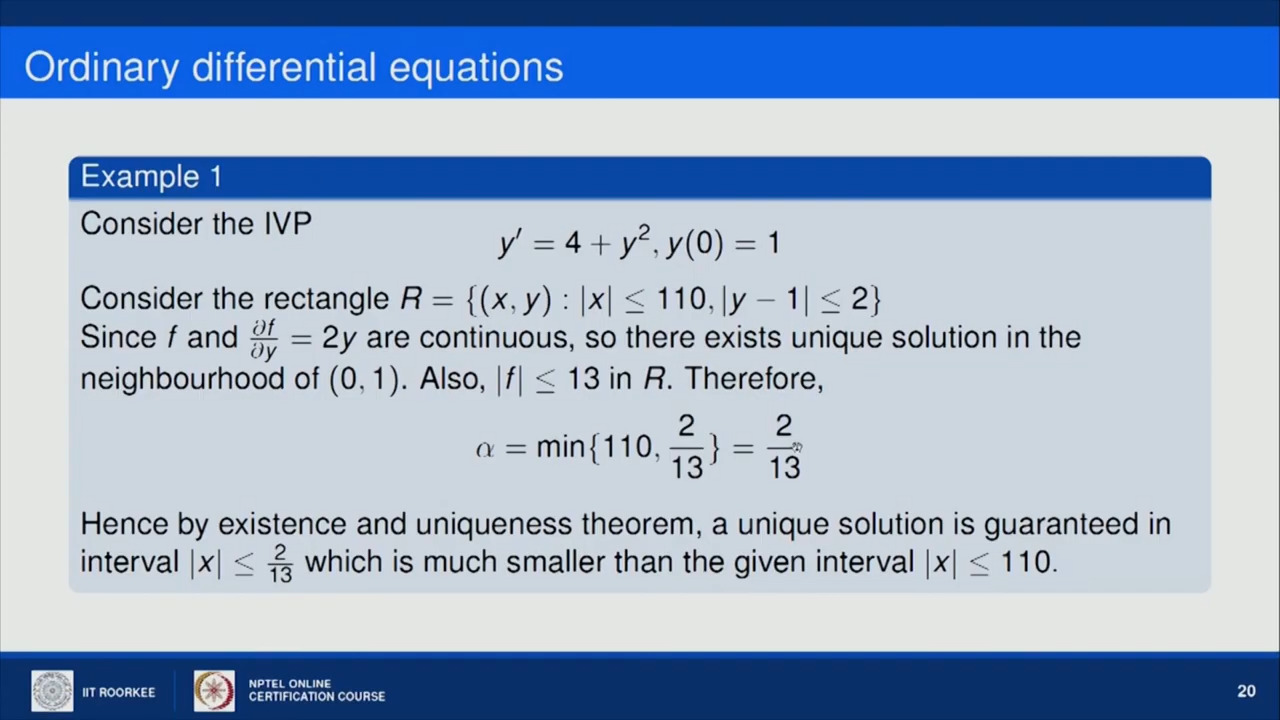 Ordinary differential equations
Example 1
Consider the IVP
y′ = 4 + y², y(0) = 1
Consider the rectangle R = {(x, y) : |x| ≤ 110, |y − 1| ≤ 2}
Since f and ∂f/∂y = 2y are continuous, so there exists unique solution in the
neighbourhood of (0, 1). Also, |f| ≤ 13 in R. Therefore,
α = min{110, 2/13} = 2/13
Hence by existence and uniqueness theorem, a unique solution is guaranteed in
interval |x| ≤ 2/13 which is much smaller than the given interval |x| ≤ 110.
IIT ROORKEE
NPTEL ONLINE
CERTIFICATION COURSE
20